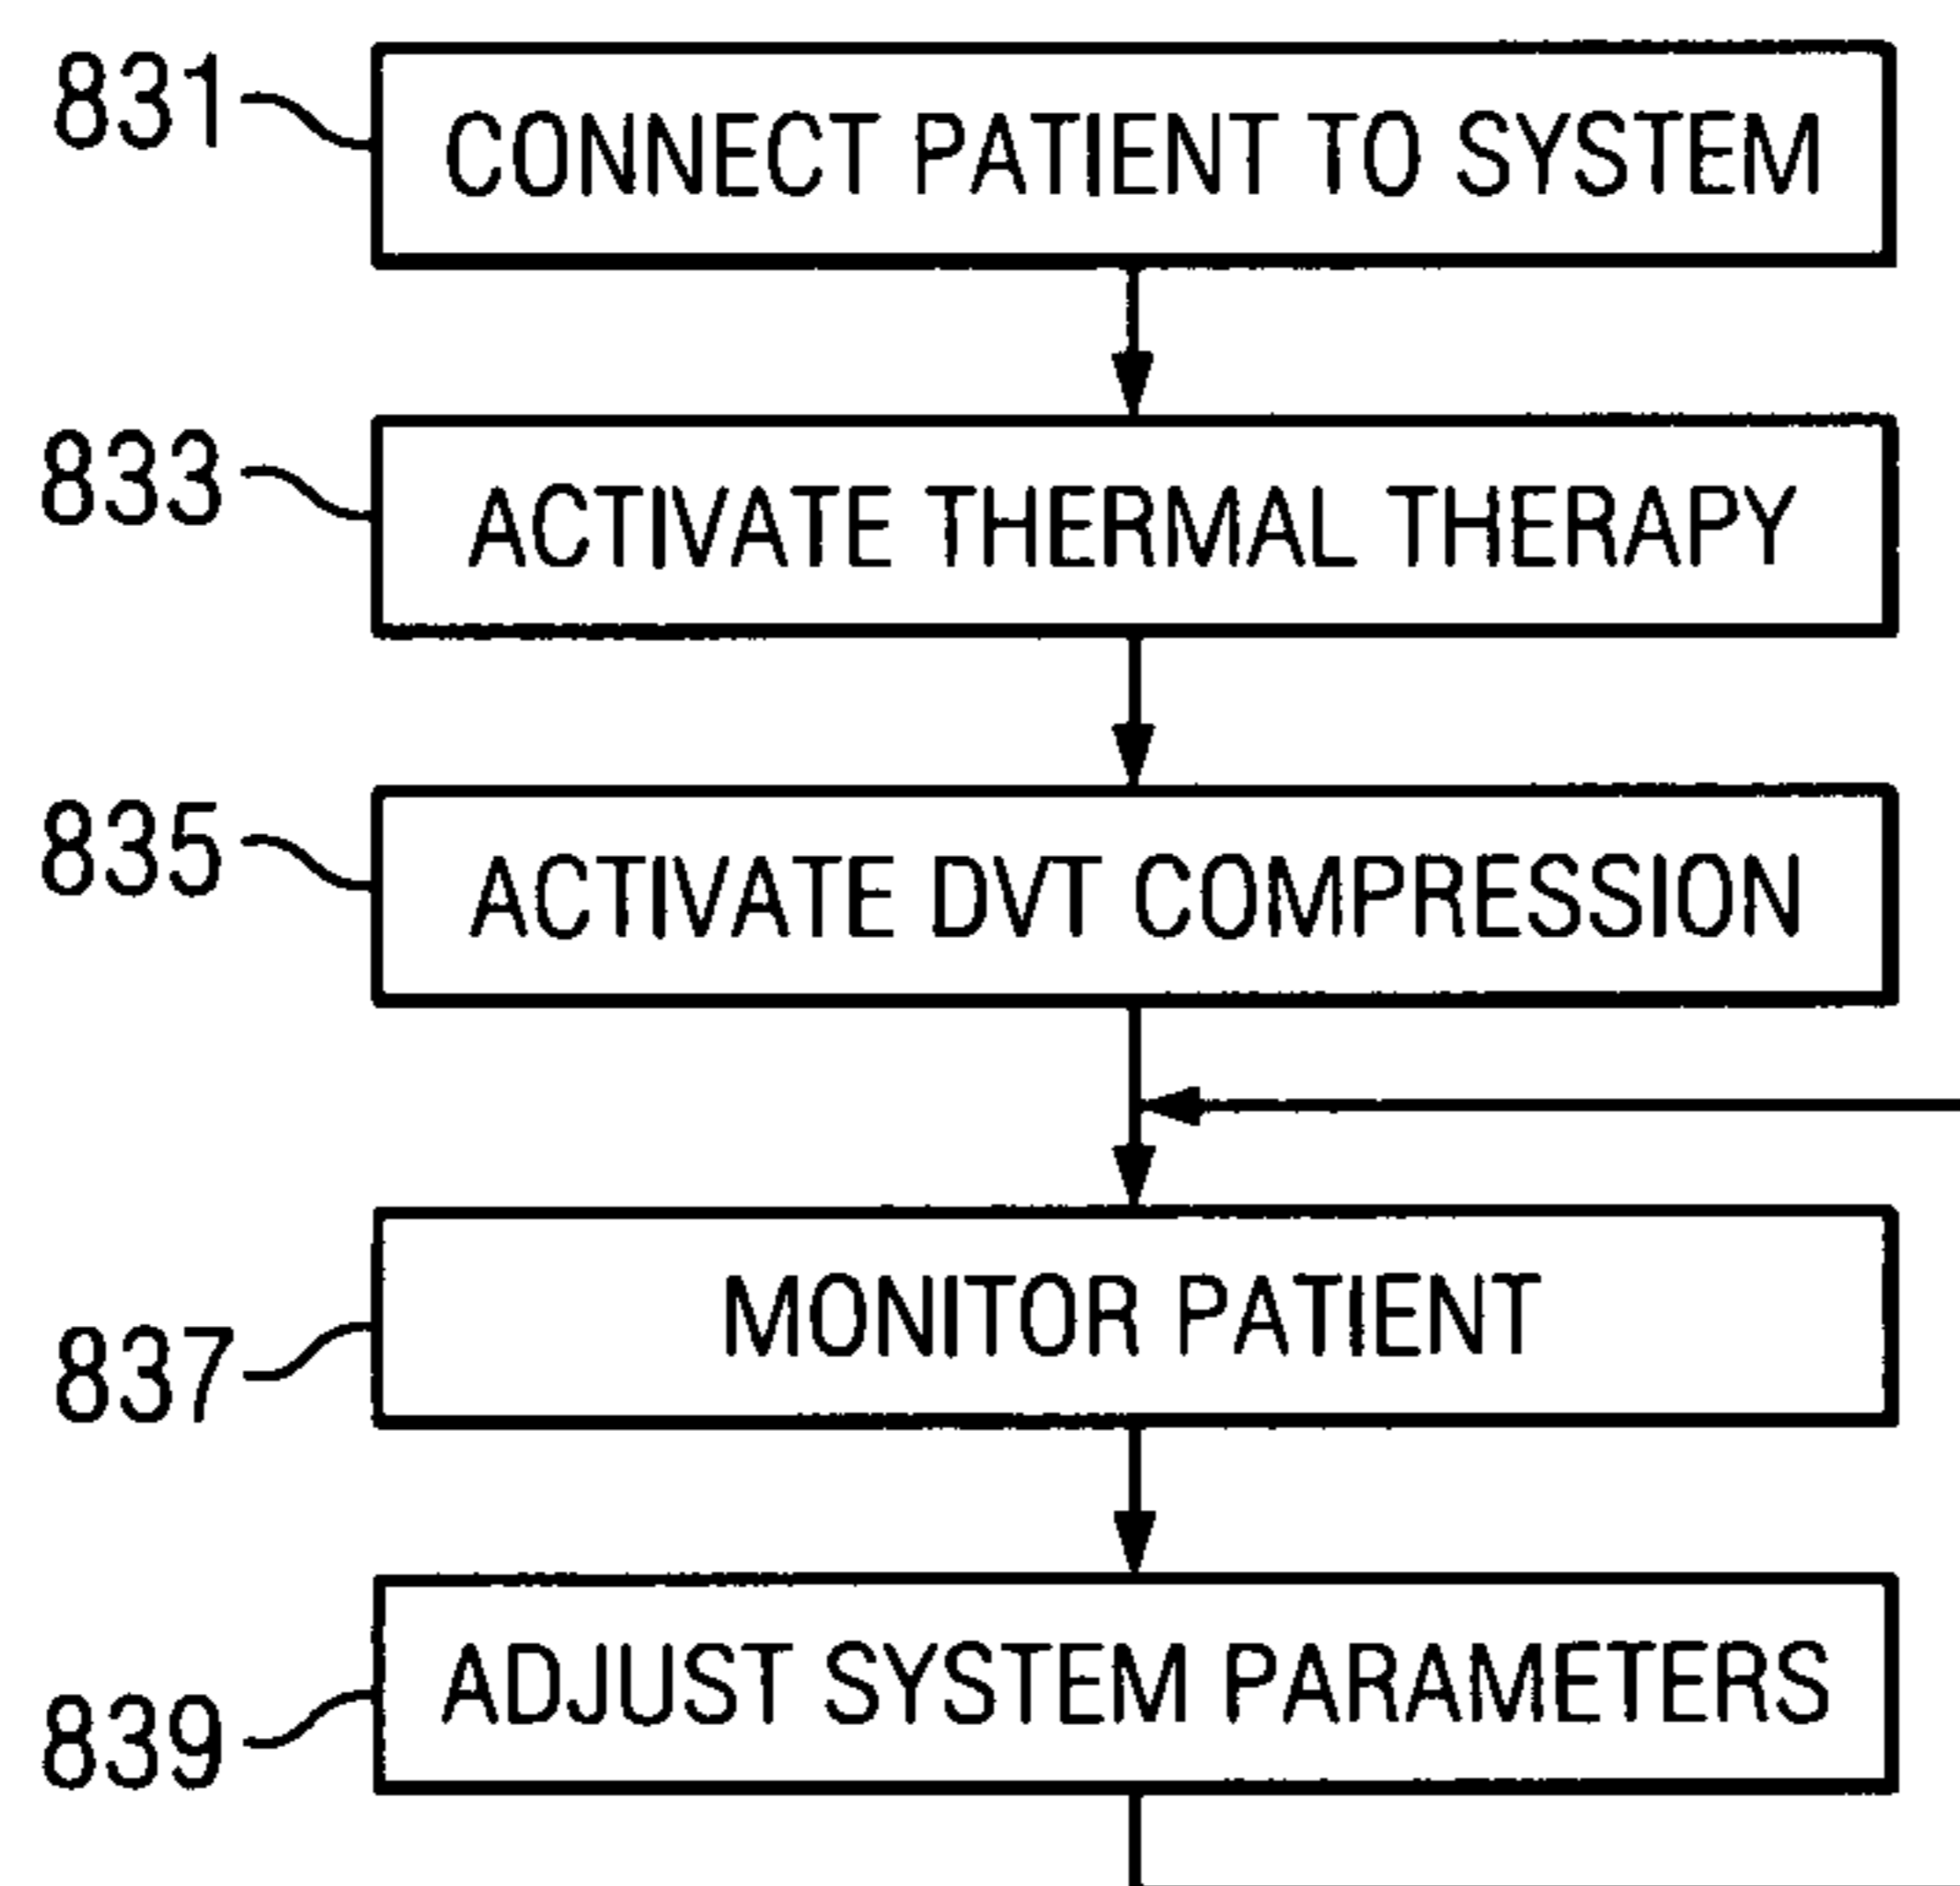 831
CONNECT PATIENT TO SYSTEM
833
ACTIVATE THERMAL THERAPY
835
ACTIVATE DVT COMPRESSION
837
MONITOR PATIENT
839
ADJUST SYSTEM PARAMETERS